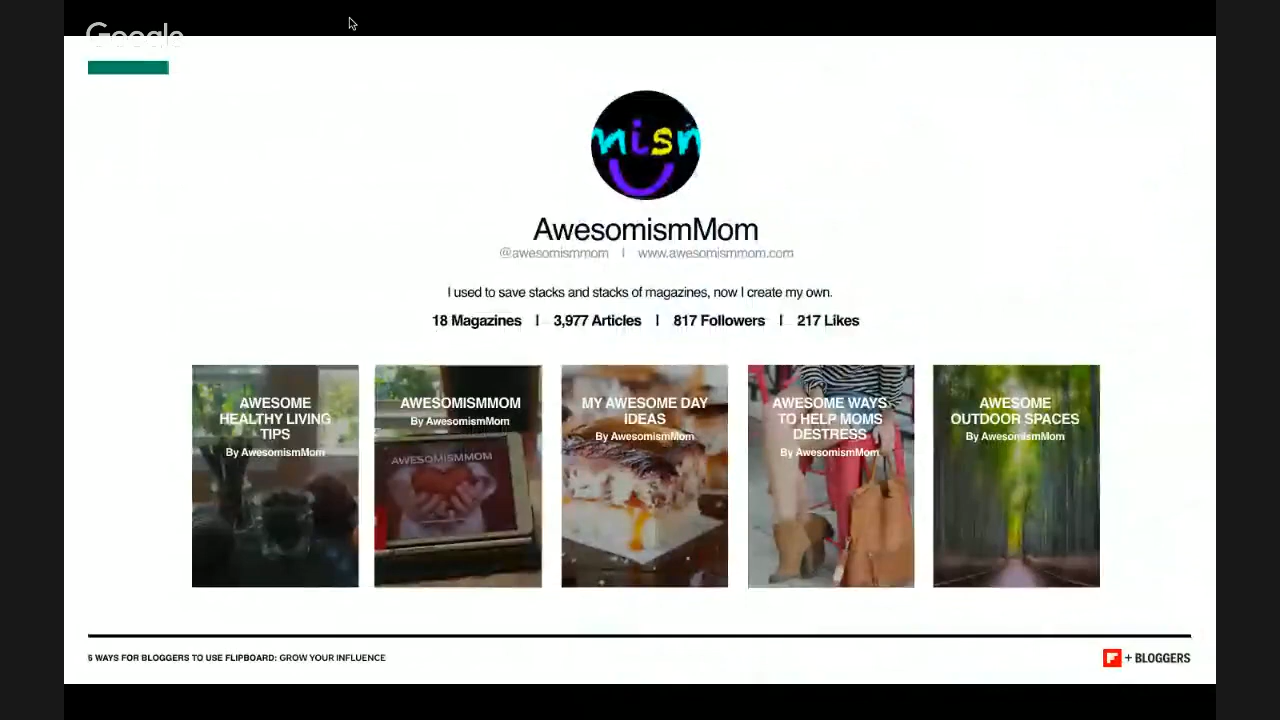 Google
misn
AwesomismMom
@awesomismmom | www.awesomismmom.com
I used to save stacks and stacks of magazines, now I create my own.
18 Magazines | 3,977 Articles | 817 Followers | 217 Likes
AWESOME
HEALTHY LIVING
TIPS
By AwesomismMom
AWESOMISMMOM
By AwesomismMom
AWESOMISMMOM
MY AWESOME DAY
IDEAS
By AwesomismMom
AWESOME WAYS
TO HELP MOMS
DESTRESS
By AwesomismMom
AWESOME
OUTDOOR SPACES
By AwesomismMom
5 WAYS FOR BLOGGERS TO USE FLIPBOARD: GROW YOUR INFLUENCE
+ BLOGGERS